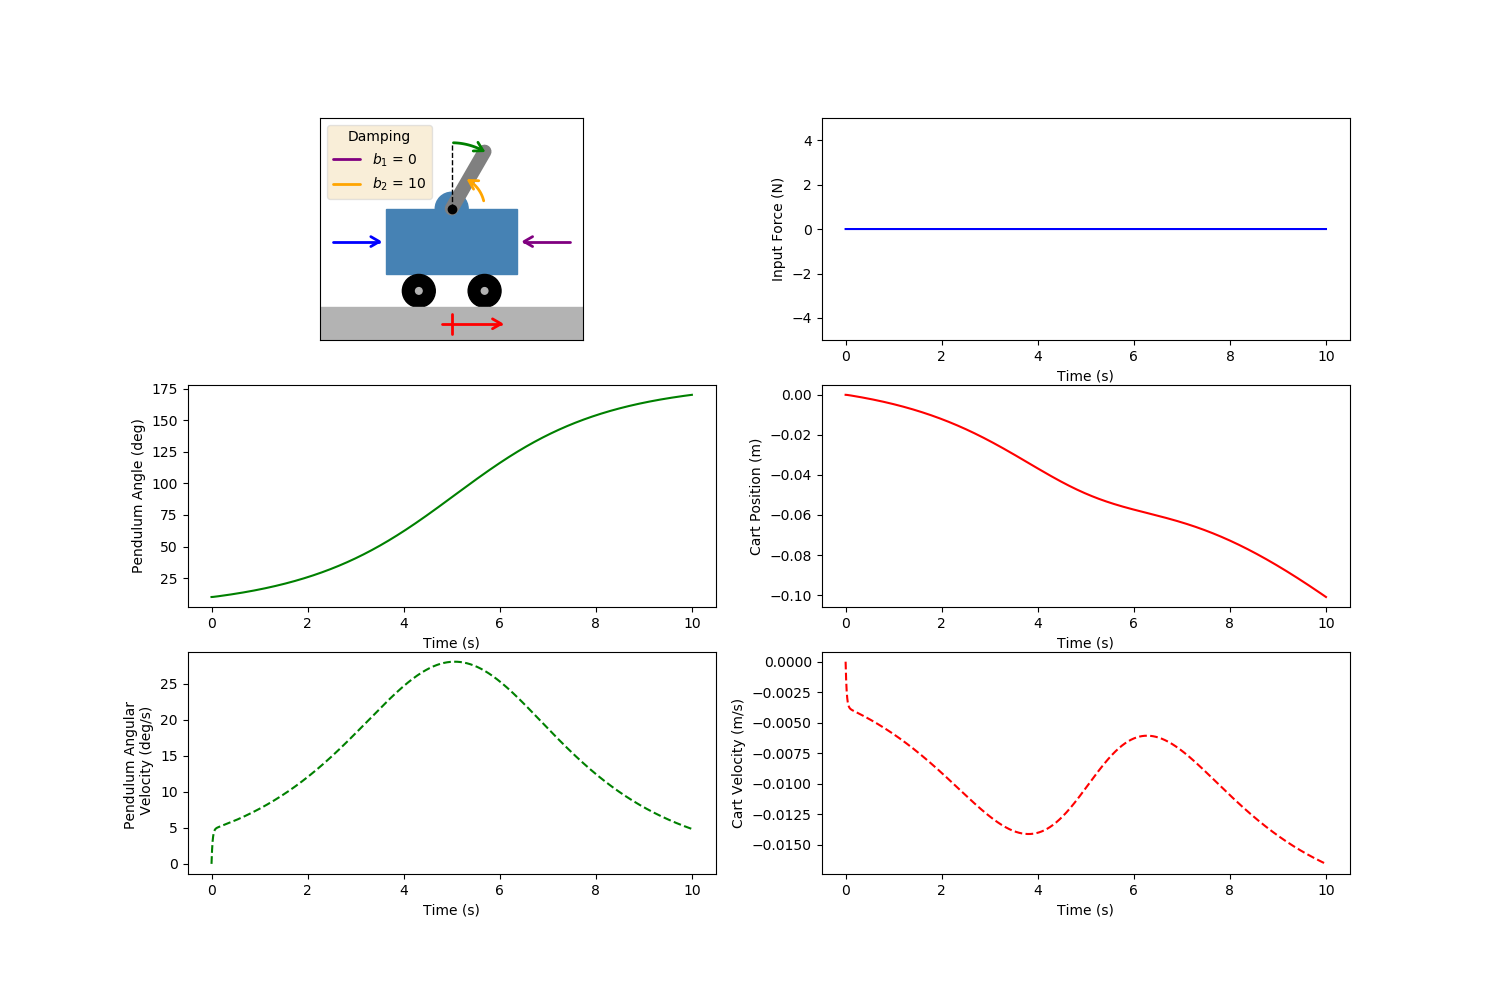 Damping
b₁ = 0
b₂ = 10
Input Force (N)
4
2
0
−2
−4
0 2 4 6 8 10
Time (s)
Pendulum Angle (deg)
175
150
125
100
75
50
25
0 2 4 6 8 10
Time (s)
Cart Position (m)
0.00
−0.02
−0.04
−0.06
−0.08
−0.10
0 2 4 6 8 10
Time (s)
Pendulum Angular
Velocity (deg/s)
25
20
15
10
5
0
0 2 4 6 8 10
Time (s)
Cart Velocity (m/s)
0.0000
−0.0025
−0.0050
−0.0075
−0.0100
−0.0125
−0.0150
0 2 4 6 8 10
Time (s)